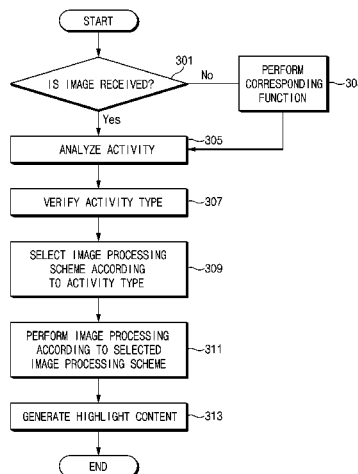 START
301
IS IMAGE RECEIVED?
No
PERFORM
CORRESPONDING
FUNCTION
Yes
305
ANALYZE ACTIVITY
VERIFY ACTIVITY TYPE
307
SELECT IMAGE PROCESSING
SCHEME ACCORDING
TO ACTIVITY TYPE
309
PERFORM IMAGE PROCESSING
ACCORDING TO SELECTED
IMAGE PROCESSING SCHEME
311
GENERATE HIGHLIGHT CONTENT
313
END